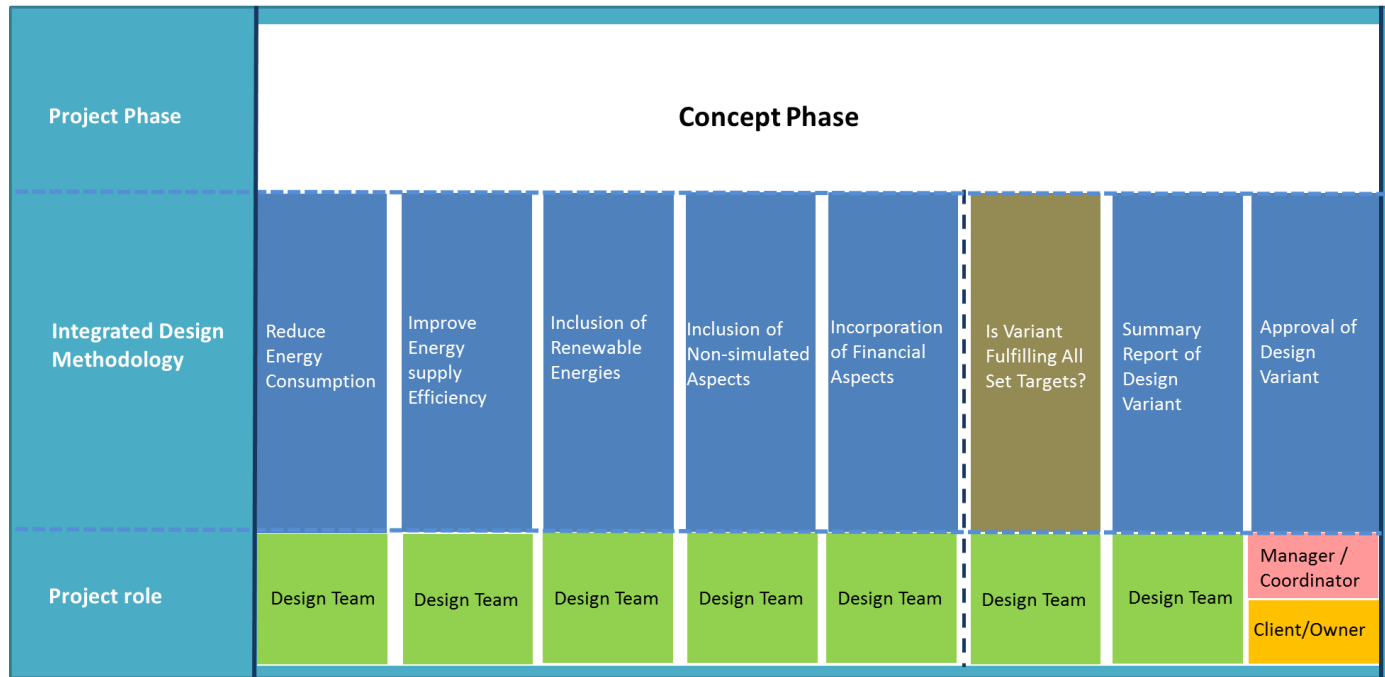 Project Phase
Concept Phase
Integrated Design
Methodology
Reduce
Energy
Consumption
Improve
Energy
supply
Efficiency
Inclusion of
Renewable
Energies
Inclusion of
Non-simulated
Aspects
Incorporation
of Financial
Aspects
Is Variant
Fulfilling All
Set Targets?
Summary
Report of
Design
Variant
Approval of
Design
Variant
Project role
Design Team
Design Team
Design Team
Design Team
Design Team
Design Team
Design Team
Manager /
Coordinator
Client/Owner